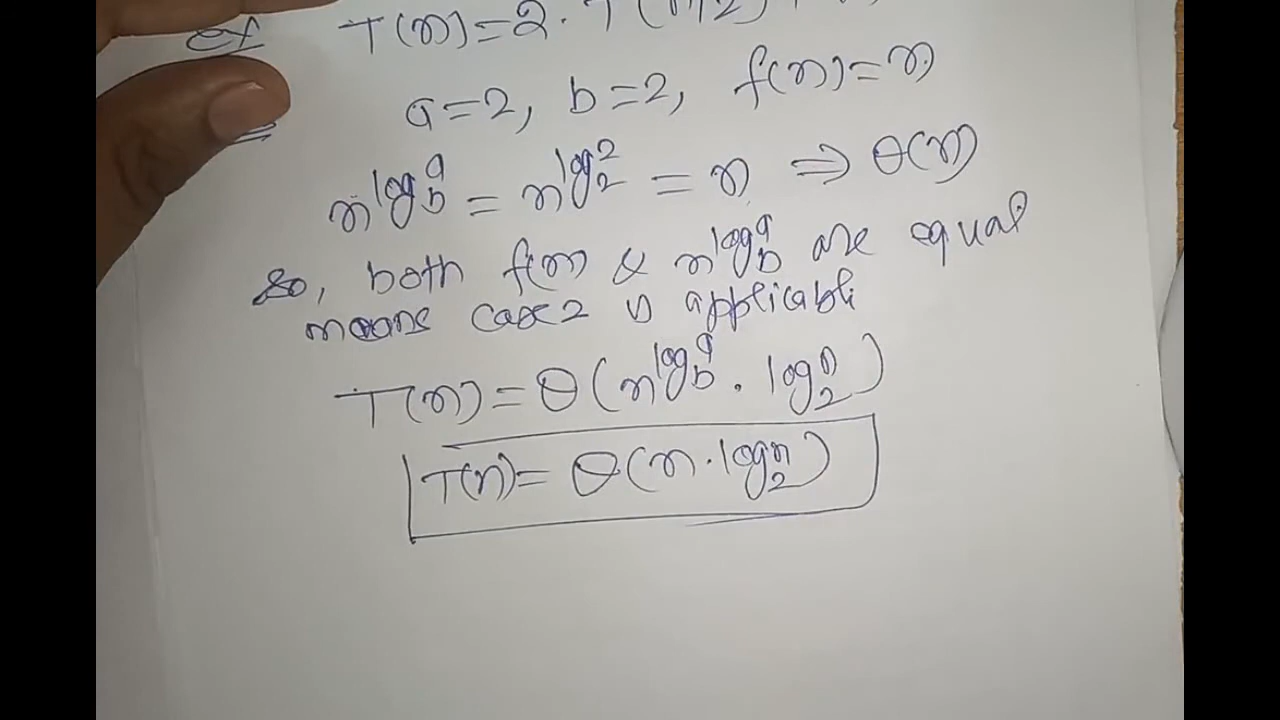 Ex T(n)=2·T(n/2)+
a=2, b=2, f(n)=n
n^log_b^a = n^log_2^2 = n ⇒ θ(n)
So, both f(n) & n^log_b^a are equal
means case 2 is applicable
T(n)=θ(n^log_b^a · log_2^n)
T(n)=θ(n·log_2^n)